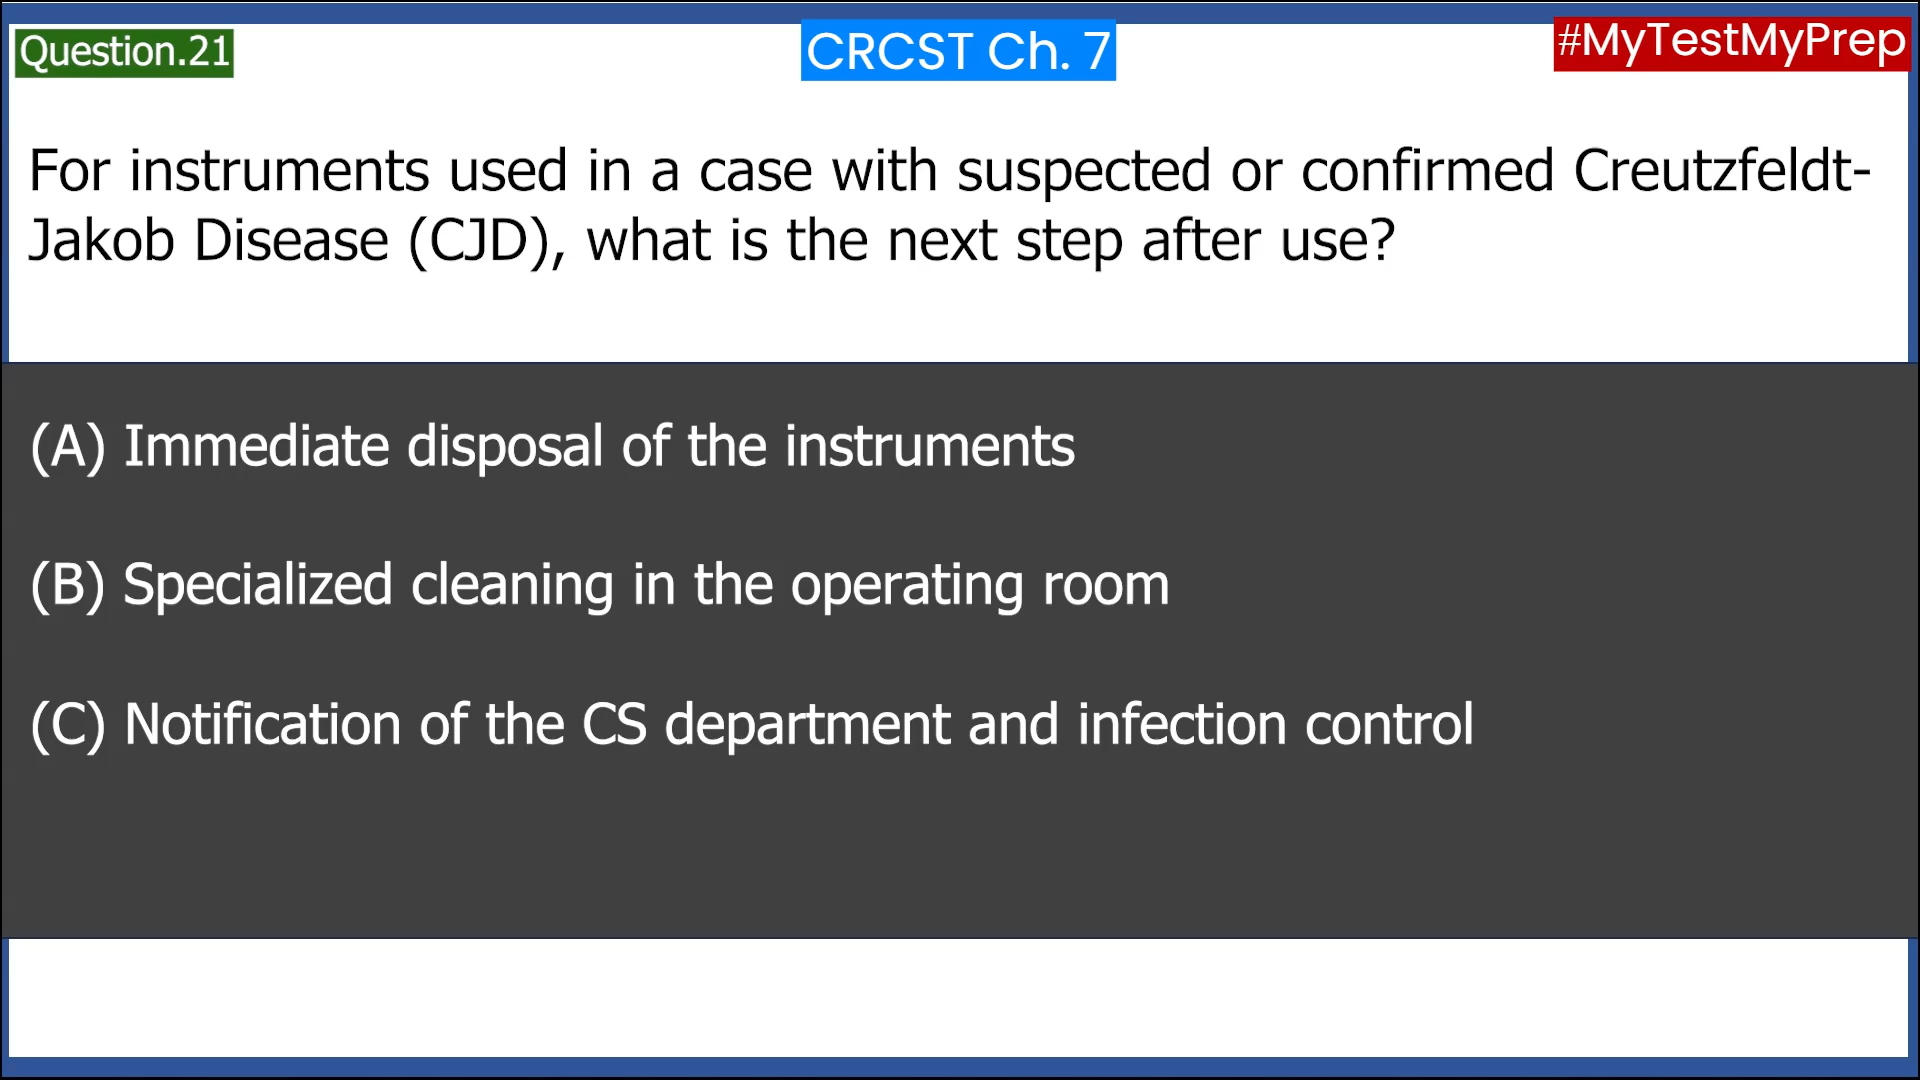 Question.21
CRCST Ch. 7
#MyTestMyPrep
For instruments used in a case with suspected or confirmed Creutzfeldt-
Jakob Disease (CJD), what is the next step after use?
(A) Immediate disposal of the instruments
(B) Specialized cleaning in the operating room
(C) Notification of the CS department and infection control